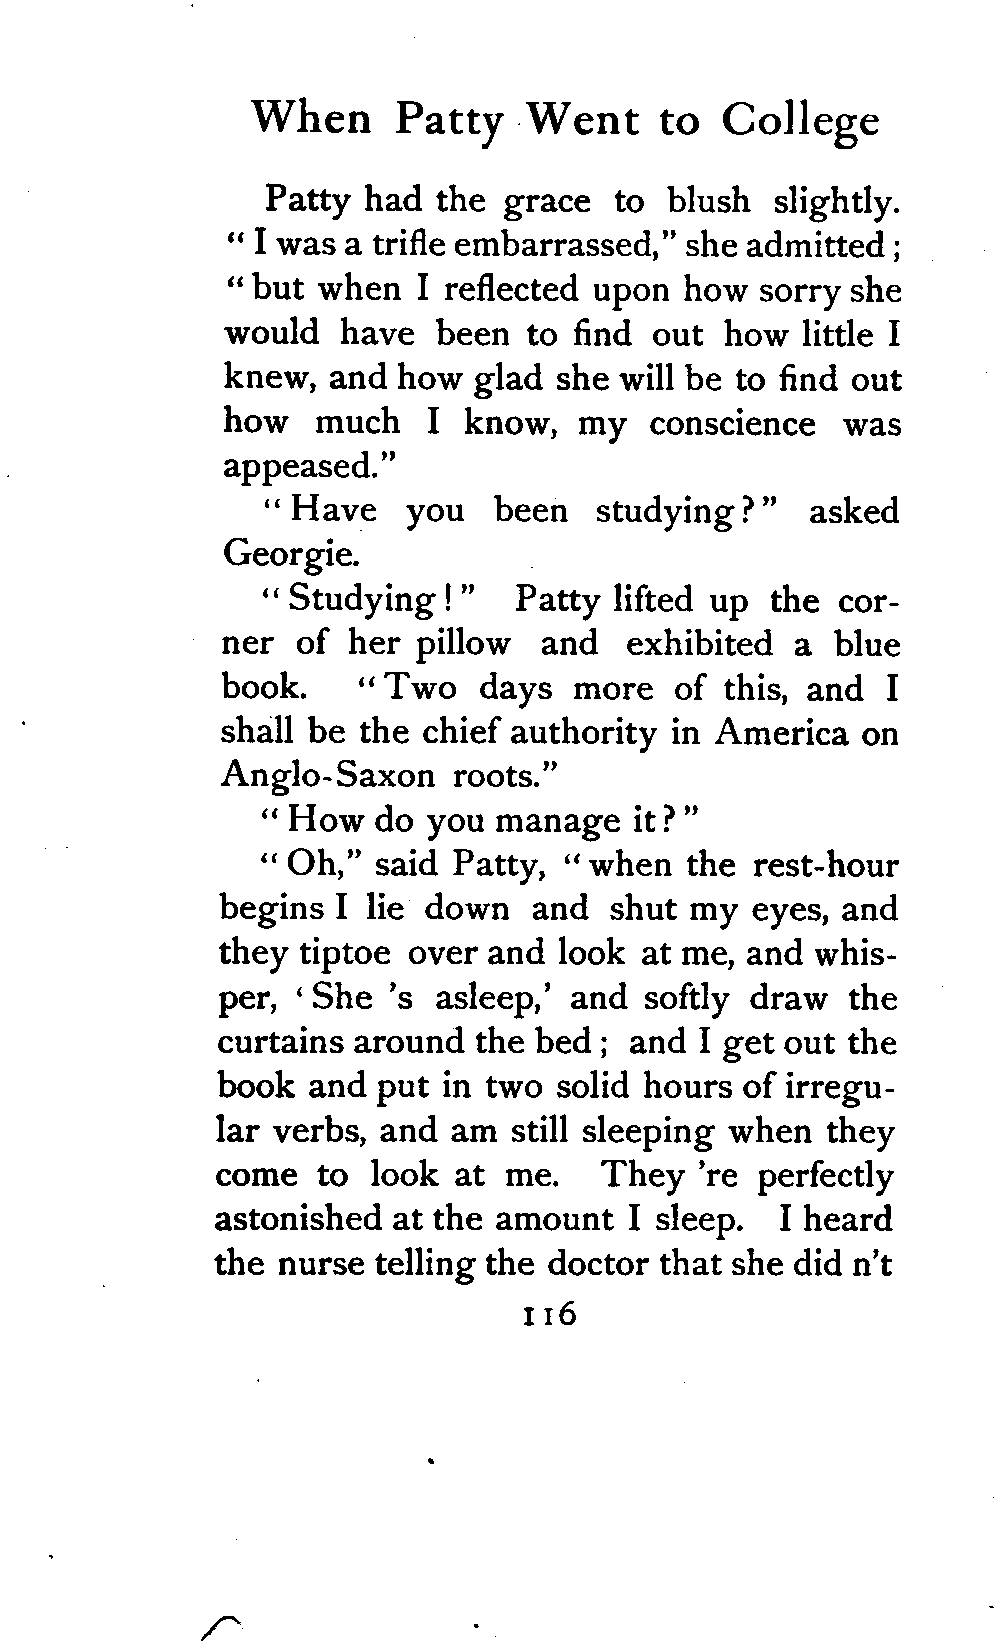 When Patty Went to College
Patty had the grace to blush slightly.
“ I was a trifle embarrassed,” she admitted ;
“ but when I reflected upon how sorry she
would have been to find out how little I
knew, and how glad she will be to find out
how much I know, my conscience was
appeased.”
“ Have you been studying? ” asked
Georgie.
“ Studying ! ” Patty lifted up the cor-
ner of her pillow and exhibited a blue
book. “ Two days more of this, and I
shall be the chief authority in America on
Anglo-Saxon roots.”
“ How do you manage it? ”
“ Oh,” said Patty, “ when the rest-hour
begins I lie down and shut my eyes, and
they tiptoe over and look at me, and whis-
per, ‘ She ’s asleep,’ and softly draw the
curtains around the bed ; and I get out the
book and put in two solid hours of irregu-
lar verbs, and am still sleeping when they
come to look at me. They ’re perfectly
astonished at the amount I sleep. I heard
the nurse telling the doctor that she did n’t
116